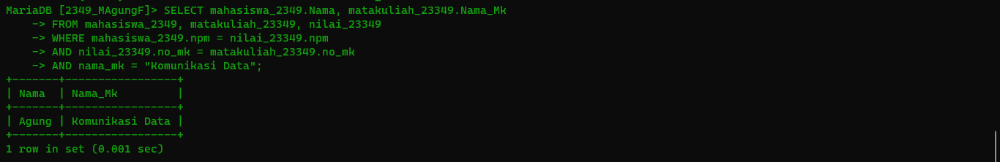 MariaDB [2349_MAgungF]> SELECT mahasiswa_2349.Nama, matakuliah_23349.Nama_Mk
    -> FROM mahasiswa_2349, matakuliah_23349, nilai_23349
    -> WHERE mahasiswa_2349.npm = nilai_23349.npm
    -> AND nilai_23349.no_mk = matakuliah_23349.no_mk
    -> AND nama_mk = "Komunikasi Data";
+-------+-----------------+
| Nama  | Nama_Mk         |
+-------+-----------------+
| Agung | Komunikasi Data |
+-------+-----------------+
1 row in set (0.001 sec)